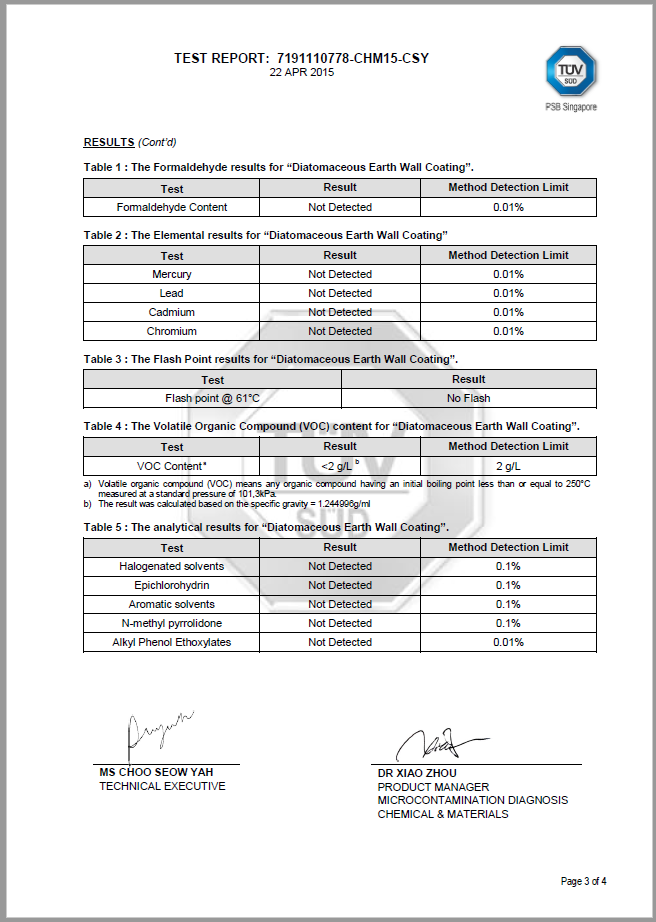 TEST REPORT: 7191110778-CHM15-CSY
22 APR 2015
TÜV
SÜD
PSB Singapore
RESULTS (Cont'd)
Table 1 : The Formaldehyde results for “Diatomaceous Earth Wall Coating”.
Test Result Method Detection Limit
Formaldehyde Content Not Detected 0.01%
Table 2 : The Elemental results for “Diatomaceous Earth Wall Coating”
Test Result Method Detection Limit
Mercury Not Detected 0.01%
Lead Not Detected 0.01%
Cadmium Not Detected 0.01%
Chromium Not Detected 0.01%
Table 3 : The Flash Point results for “Diatomaceous Earth Wall Coating”.
Test Result
Flash point @ 61°C No Flash
Table 4 : The Volatile Organic Compound (VOC) content for “Diatomaceous Earth Wall Coating”.
Test Result Method Detection Limit
VOC Content a <2 g/L b 2 g/L
a) Volatile organic compound (VOC) means any organic compound having an initial boiling point less than or equal to 250°C
measured at a standard pressure of 101,3kPa.
b) The result was calculated based on the specific gravity = 1.244996g/ml
TÜV
SÜD
Table 5 : The analytical results for “Diatomaceous Earth Wall Coating”.
Test Result Method Detection Limit
Halogenated solvents Not Detected 0.1%
Epichlorohydrin Not Detected 0.1%
Aromatic solvents Not Detected 0.1%
N-methyl pyrrolidone Not Detected 0.1%
Alkyl Phenol Ethoxylates Not Detected 0.01%
MS CHOO SEOW YAH
TECHNICAL EXECUTIVE
DR XIAO ZHOU
PRODUCT MANAGER
MICROCONTAMINATION DIAGNOSIS
CHEMICAL & MATERIALS
Page 3 of 4